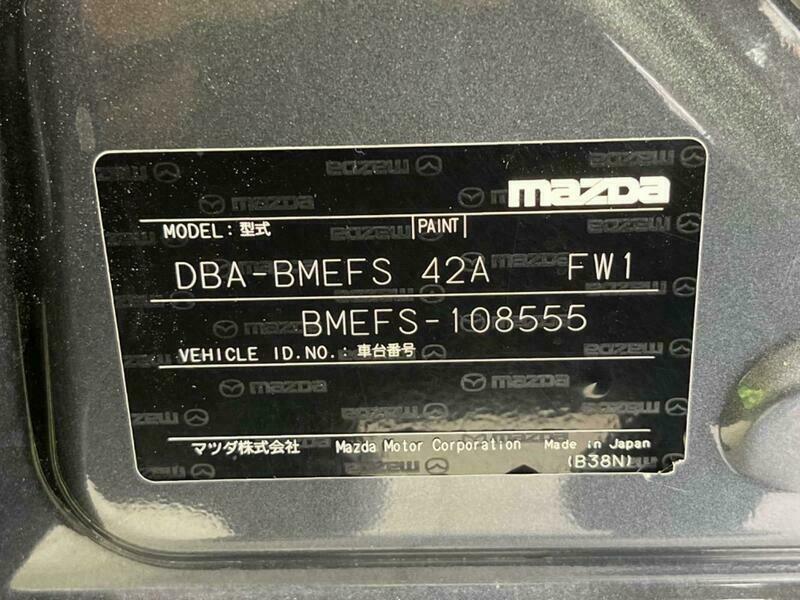 mazda
MODEL：型式 PAINT
DBA-BMEFS 42A FW1
BMEFS-108555
VEHICLE ID.NO.：車台番号
マツダ株式会社 Mazda Motor Corporation Made in Japan
(B38N)